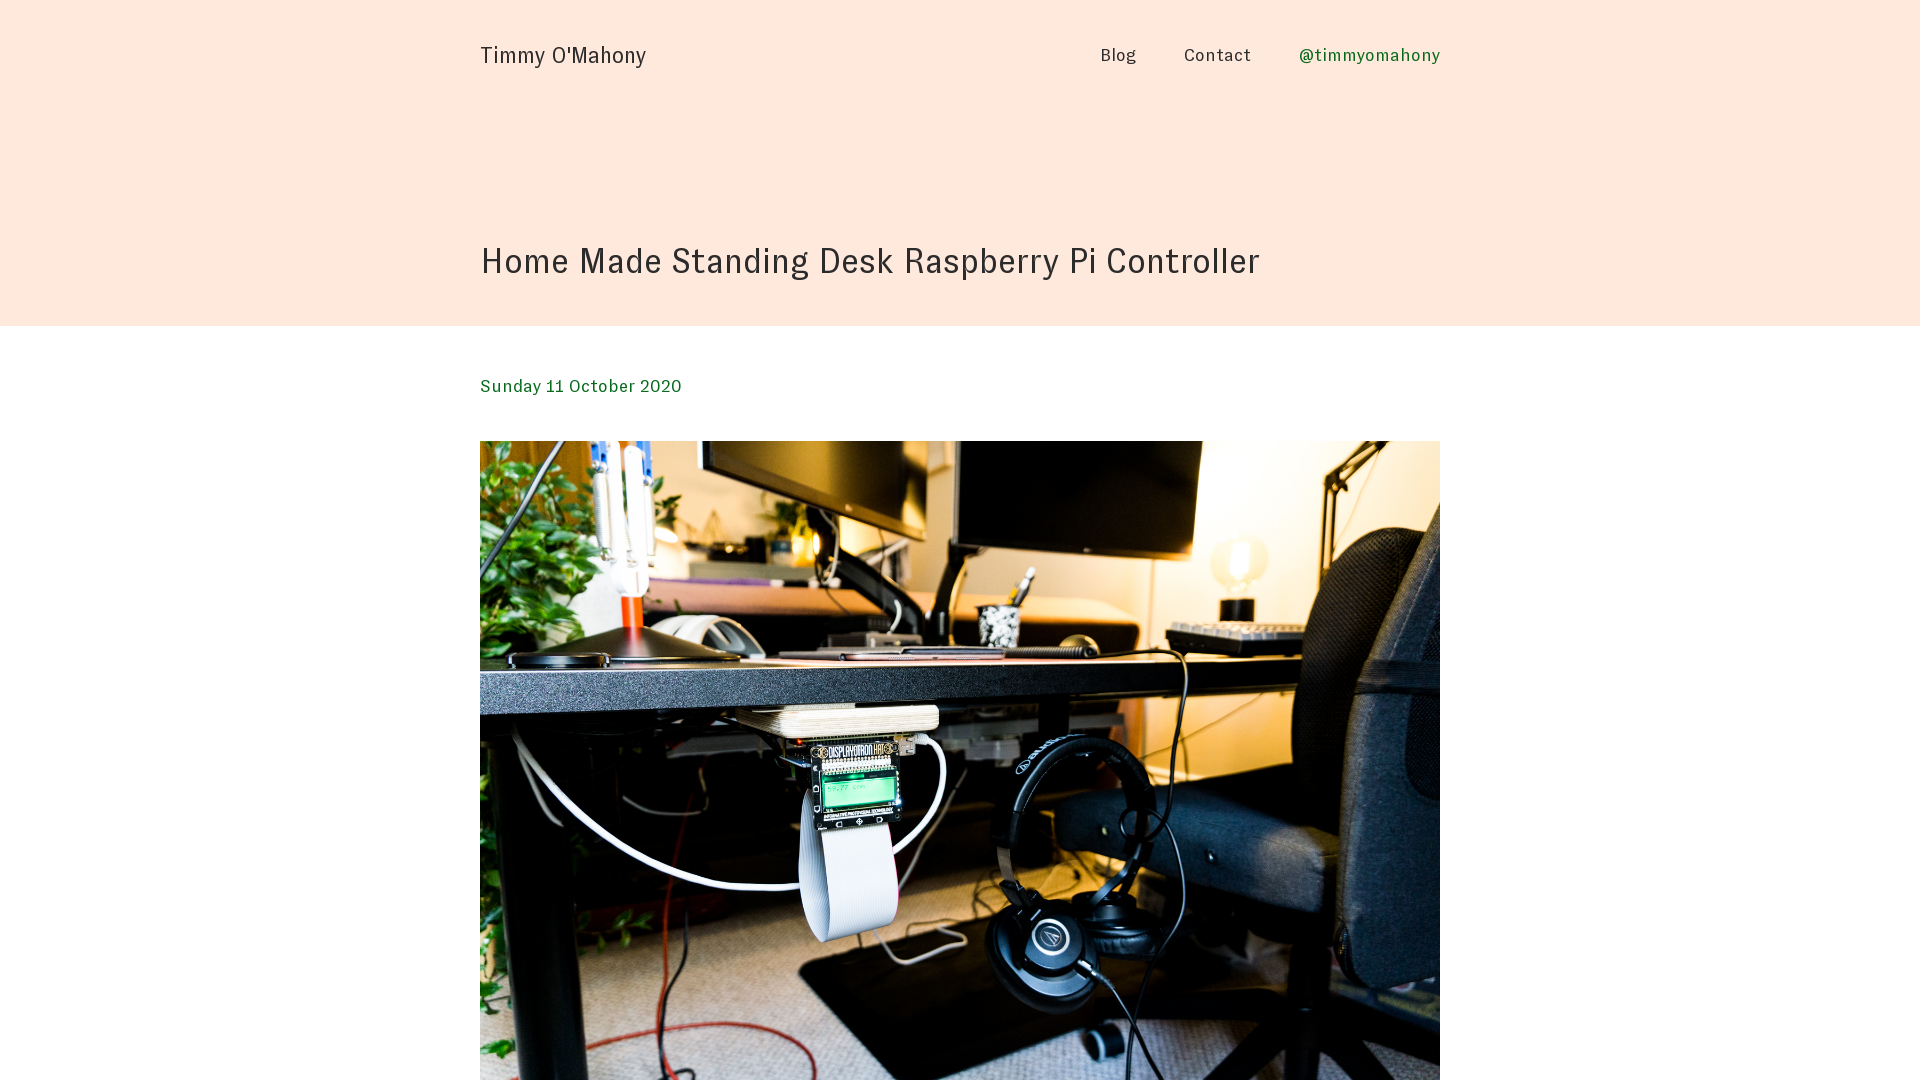 Timmy O'Mahony
Blog Contact @timmyomahony
Home Made Standing Desk Raspberry Pi Controller
Sunday 11 October 2020
DISPLAYOTRON HAT